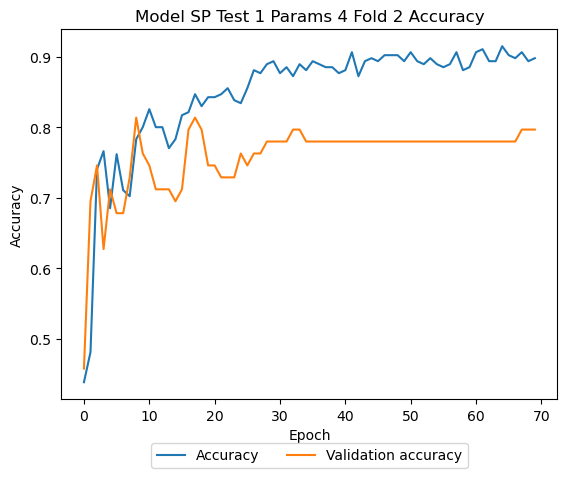 Model SP Test 1 Params 4 Fold 2 Accuracy
0.9
0.8
0.7
0.6
0.5
Accuracy
0 10 20 30 40 50 60 70
Epoch
Accuracy Validation accuracy